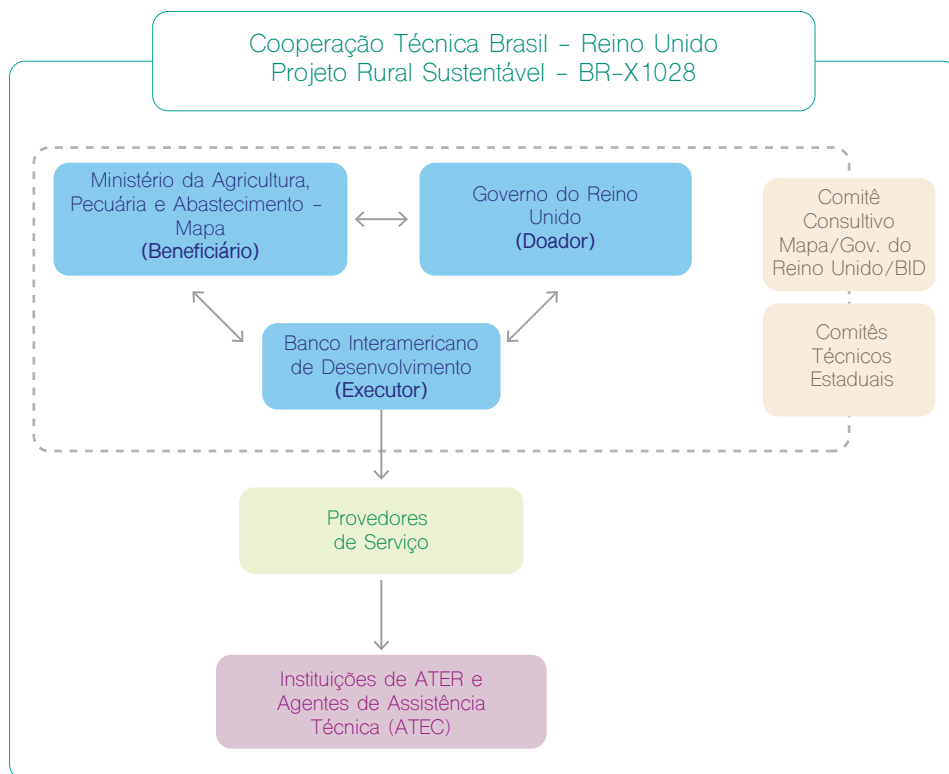 Cooperação Técnica Brasil – Reino Unido
Projeto Rural Sustentável – BR-X1028
Ministério da Agricultura,
Pecuária e Abastecimento –
Mapa
(Beneficiário)
Governo do Reino
Unido
(Doador)
Comitê
Consultivo
Mapa/Gov. do
Reino Unido/BID
Banco Interamericano
de Desenvolvimento
(Executor)
Comitês
Técnicos
Estaduais
Provedores
de Serviço
Instituições de ATER e
Agentes de Assistência
Técnica (ATEC)